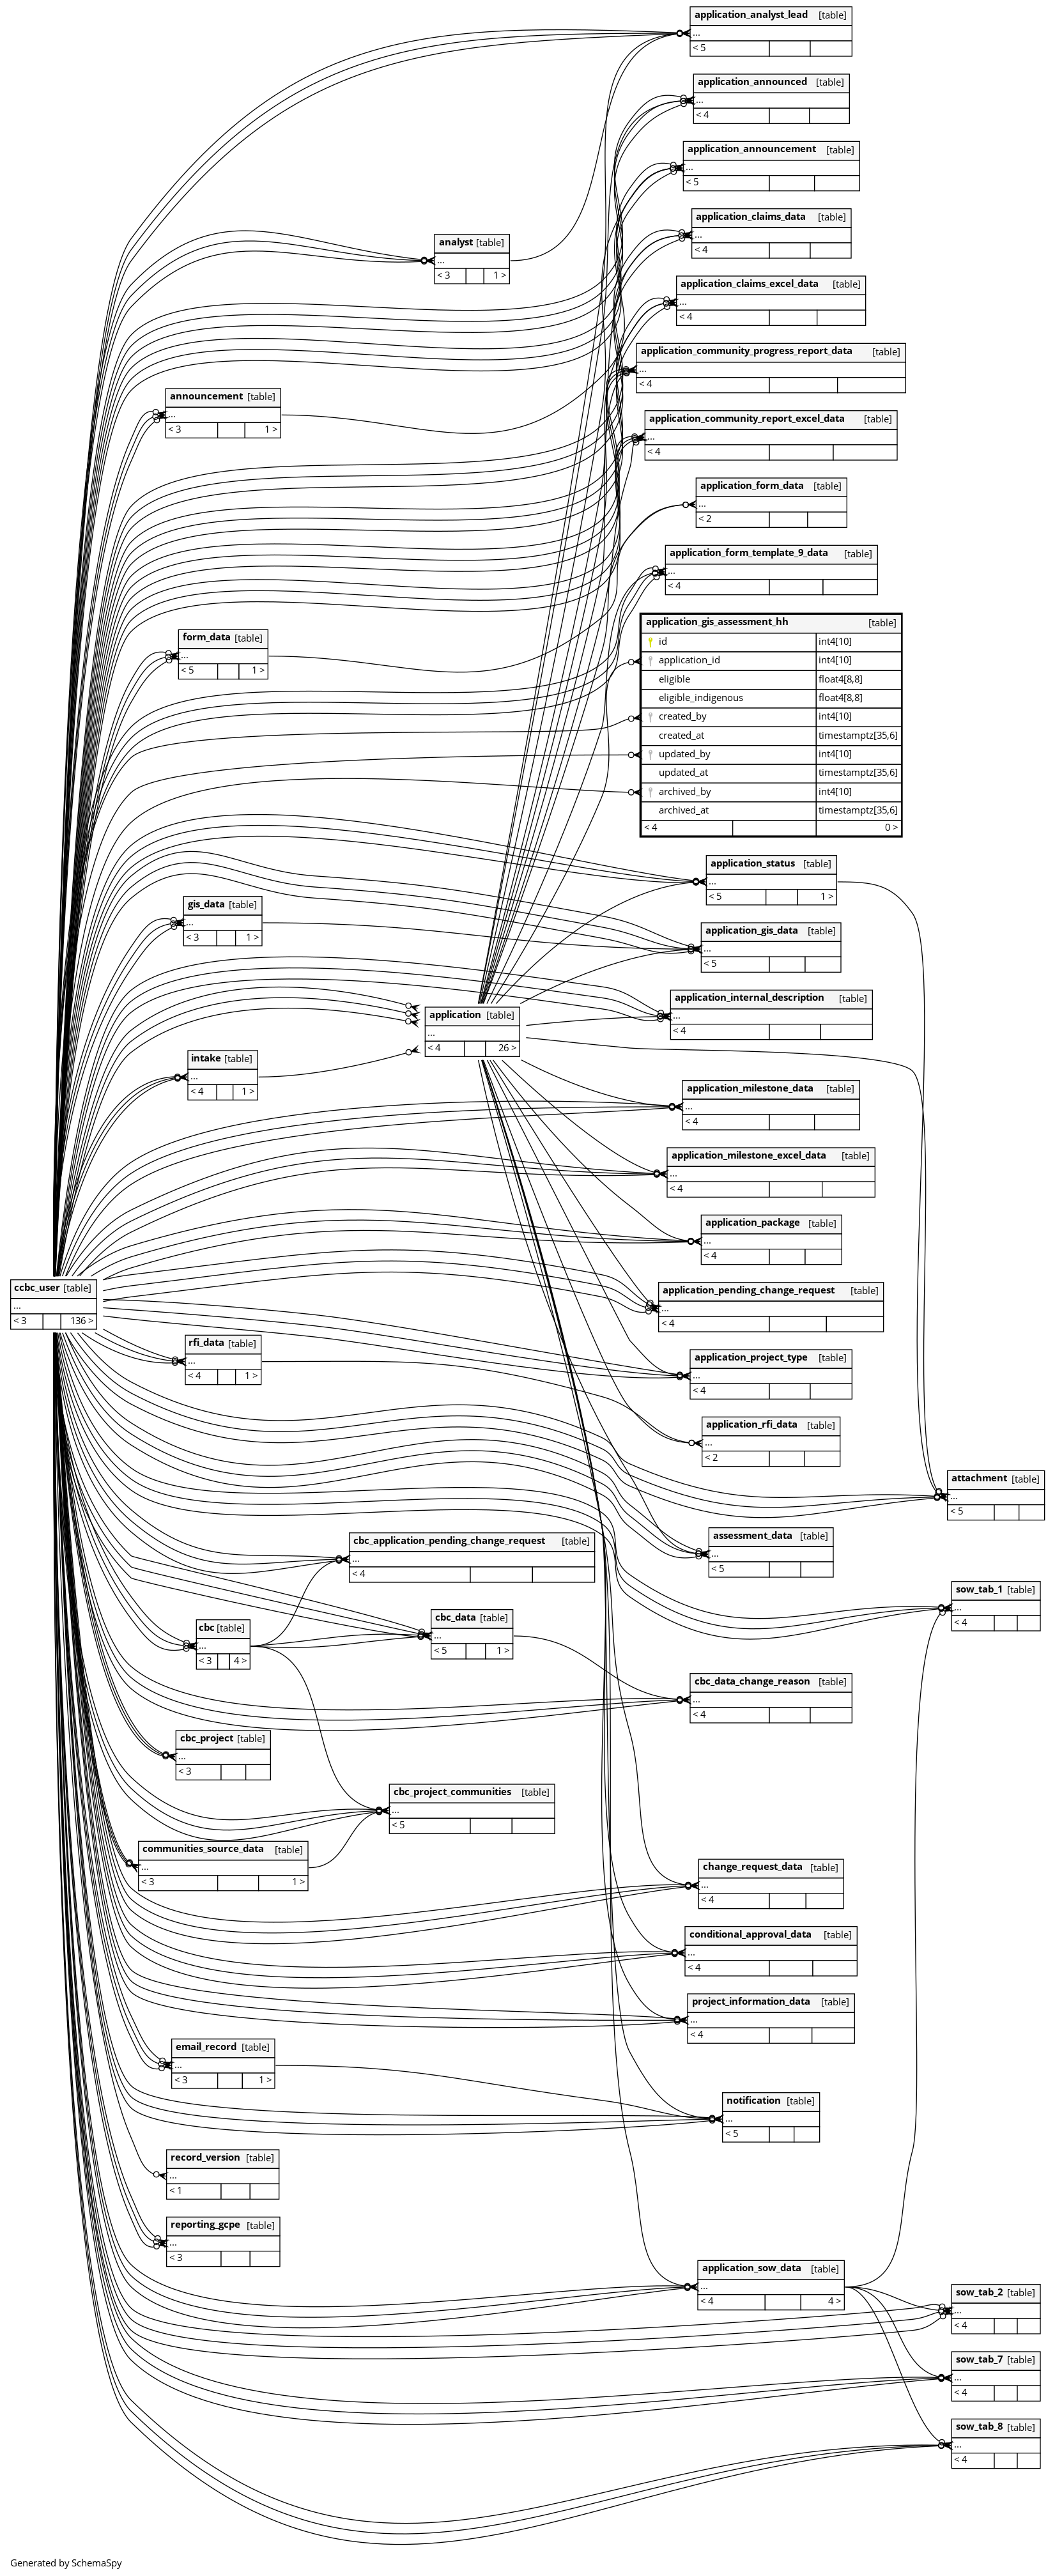 application_analyst_lead [table]
...
< 5
application_announced [table]
...
< 4
application_announcement [table]
...
< 5
application_claims_data [table]
...
< 4
analyst [table]
...
< 3 1 >
application_claims_excel_data [table]
...
< 4
application_community_progress_report_data [table]
...
< 4
announcement [table]
...
< 3 1 >
application_community_report_excel_data [table]
...
< 4
application_form_data [table]
...
< 2
application_form_template_9_data [table]
...
< 4
form_data [table]
...
< 5 1 >
application_gis_assessment_hh [table]
id int4[10]
application_id int4[10]
eligible float4[8,8]
eligible_indigenous float4[8,8]
created_by int4[10]
created_at timestamptz[35,6]
updated_by int4[10]
updated_at timestamptz[35,6]
archived_by int4[10]
archived_at timestamptz[35,6]
< 4 0 >
application_status [table]
...
< 5 1 >
gis_data [table]
...
< 3 1 >
application_gis_data [table]
...
< 5
application_internal_description [table]
...
< 4
application [table]
...
< 4 26 >
intake [table]
...
< 4 1 >
application_milestone_data [table]
...
< 4
application_milestone_excel_data [table]
...
< 4
application_package [table]
...
< 4
ccbc_user [table]
...
< 3 136 >
application_pending_change_request [table]
...
< 4
rfi_data [table]
...
< 4 1 >
application_project_type [table]
...
< 4
application_rfi_data [table]
...
< 2
attachment [table]
...
< 5
assessment_data [table]
...
< 5
cbc_application_pending_change_request [table]
...
< 4
sow_tab_1 [table]
...
< 4
cbc_data [table]
...
< 5 1 >
cbc [table]
...
< 3 4 >
cbc_data_change_reason [table]
...
< 4
cbc_project [table]
...
< 3
cbc_project_communities [table]
...
< 5
communities_source_data [table]
...
< 3 1 >
change_request_data [table]
...
< 4
conditional_approval_data [table]
...
< 4
project_information_data [table]
...
< 4
email_record [table]
...
< 3 1 >
notification [table]
...
< 5
record_version [table]
...
< 1
reporting_gcpe [table]
...
< 3
application_sow_data [table]
...
< 4 4 >
sow_tab_2 [table]
...
< 4
sow_tab_7 [table]
...
< 4
sow_tab_8 [table]
...
< 4
Generated by SchemaSpy